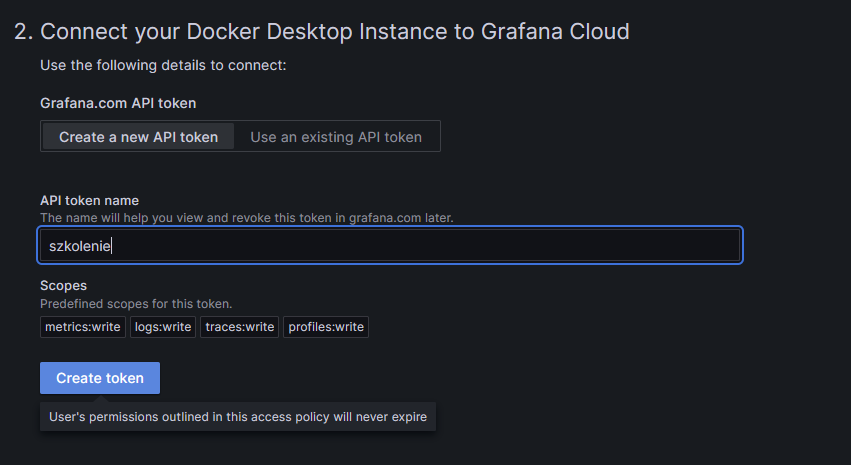 2. Connect your Docker Desktop Instance to Grafana Cloud
Use the following details to connect:
Grafana.com API token
Create a new API token Use an existing API token
API token name
The name will help you view and revoke this token in grafana.com later.
szkolenie
Scopes
Predefined scopes for this token.
metrics:write logs:write traces:write profiles:write
Create token
User's permissions outlined in this access policy will never expire